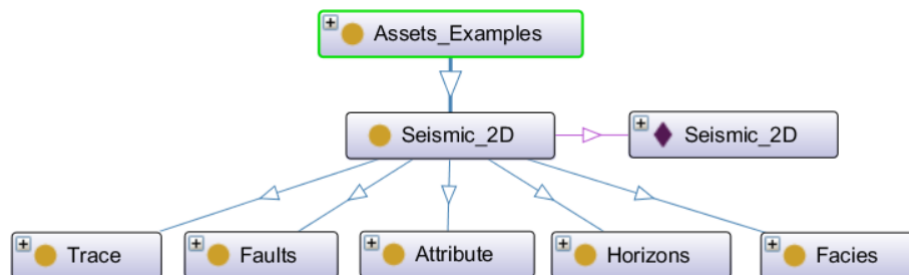 Assets_Examples
Seismic_2D
Seismic_2D
Trace
Faults
Attribute
Horizons
Facies